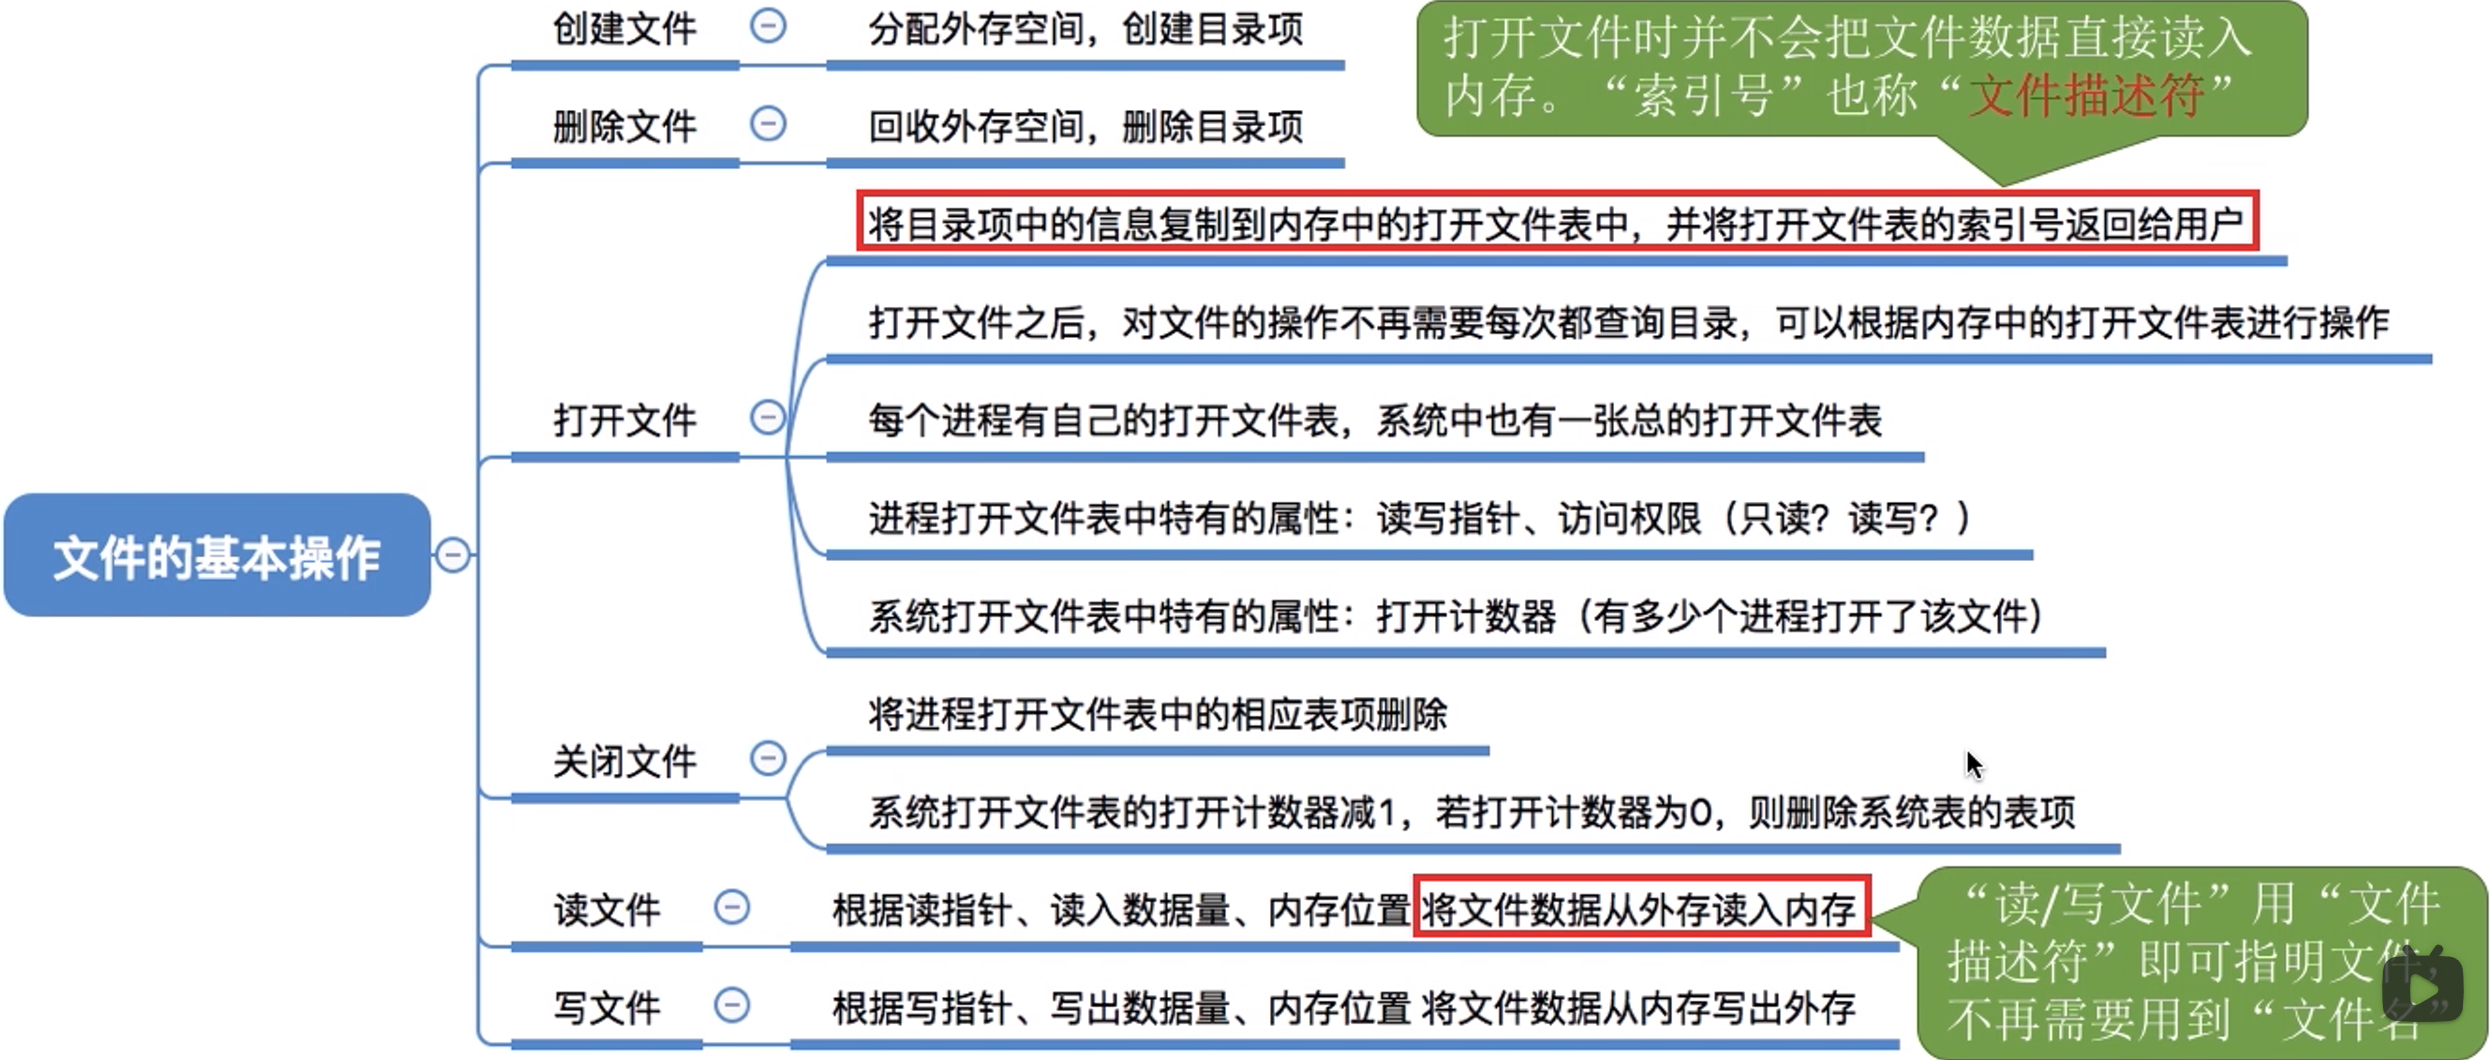 创建文件
分配外存空间，创建目录项
打开文件时并不会把文件数据直接读入
内存。“索引号”也称“文件描述符”
删除文件
回收外存空间，删除目录项
将目录项中的信息复制到内存中的打开文件表中，并将打开文件表的索引号返回给用户
打开文件之后，对文件的操作不再需要每次都查询目录，可以根据内存中的打开文件表进行操作
打开文件
每个进程有自己的打开文件表，系统中也有一张总的打开文件表
进程打开文件表中特有的属性：读写指针、访问权限（只读？读写？）
系统打开文件表中特有的属性：打开计数器（有多少个进程打开了该文件）
文件的基本操作
将进程打开文件表中的相应表项删除
关闭文件
系统打开文件表的打开计数器减1，若打开计数器为0，则删除系统表的表项
读文件
根据读指针、读入数据量、内存位置 将文件数据从外存读入内存
写文件
根据写指针、写出数据量、内存位置 将文件数据从内存写出外存
“读/写文件”用“文件
描述符”即可指明文件，
不再需要用到“文件名”